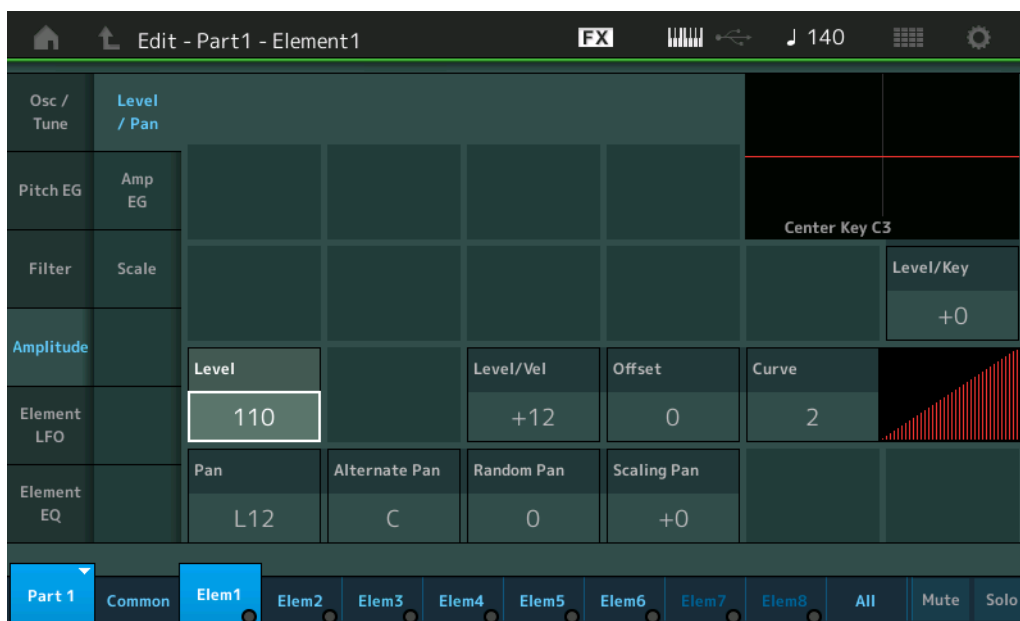 Edit - Part1 - Element1
FX
♩ 140
Osc /
Tune
Level
/ Pan
Pitch EG
Amp
EG
Center Key C3
Filter
Scale
Level/Key
+0
Amplitude
Level
Level/Vel
Offset
Curve
110
+12
0
2
Element
LFO
Pan
Alternate Pan
Random Pan
Scaling Pan
L12
C
0
+0
Element
EQ
Part 1
Common
Elem1
Elem2
Elem3
Elem4
Elem5
Elem6
Elem7
Elem8
All
Mute
Solo